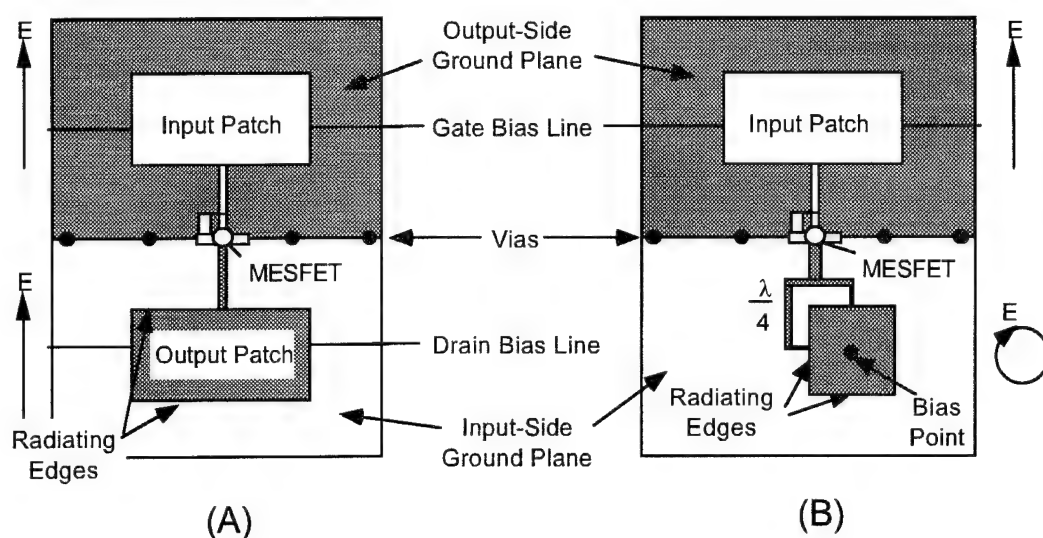 E
Output-Side
Ground Plane
E
Input Patch
Gate Bias Line
Input Patch
Vias
MESFET
MESFET
E
λ
4
E
Output Patch
Drain Bias Line
Radiating
Edges
Input-Side
Ground Plane
Radiating
Edges
Bias
Point
(A)
(B)